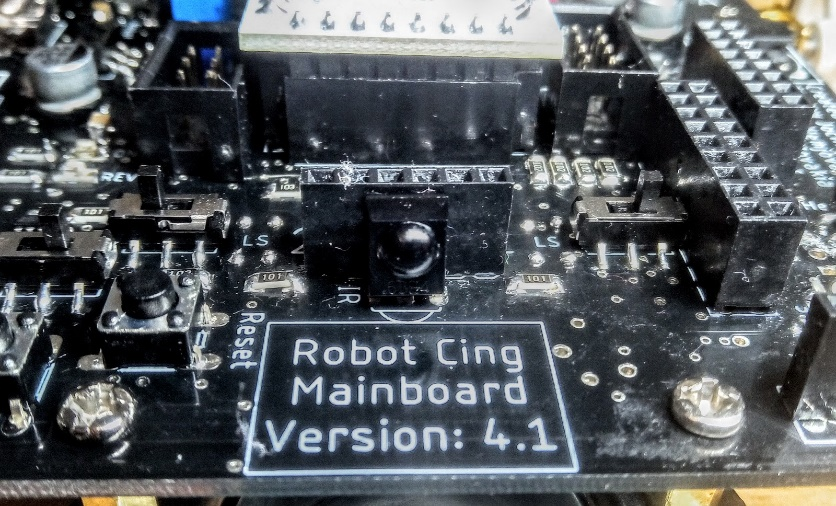 REV
103
101
LS
LS
101
101
IR
Reset
Robot Cing
Mainboard
Version: 4.1